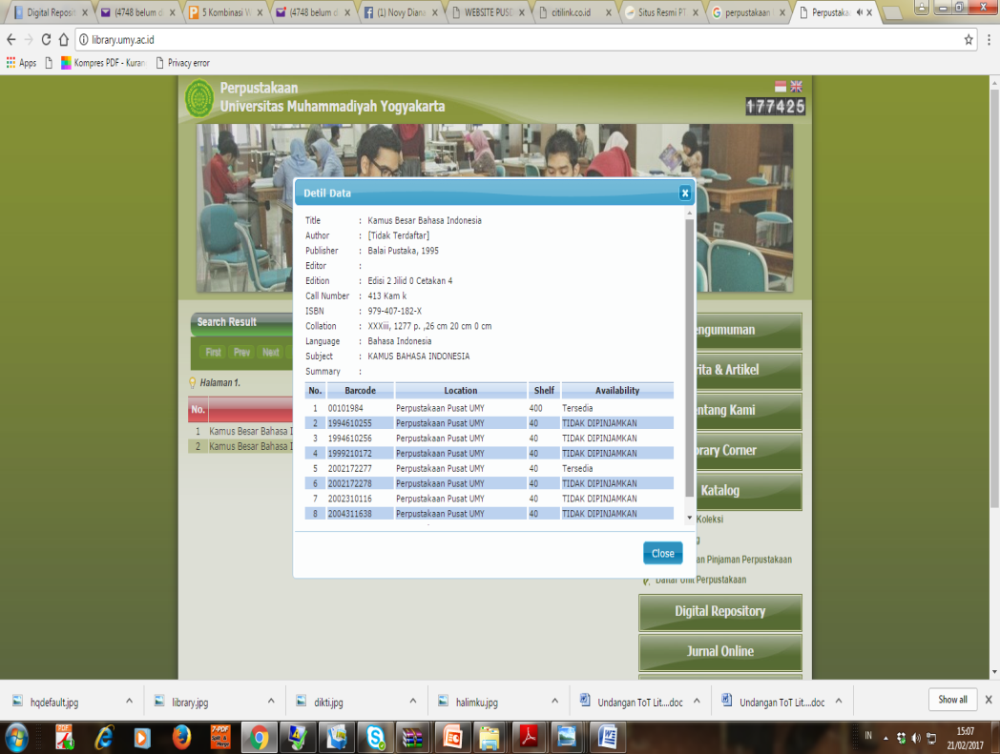 Digital Reposit
(4748 belum d
5 Kombinasi W
(4748 belum d
(1) Novy Diana
WEBSITE PUS
citilink.co.id
Situs Resmi PT
perpustakaan
Perpustaka
library.umy.ac.id
Apps
Kompres PDF - Kuran
Privacy error
Perpustakaan
Universitas Muhammadiyah Yogyakarta
177425
Detil Data
Title : Kamus Besar Bahasa Indonesia
Author : [Tidak Terdaftar]
Publisher : Balai Pustaka, 1995
Editor :
Edition : Edisi 2 Jilid 0 Cetakan 4
Call Number : 413 Kam k
ISBN : 979-407-182-X
Collation : XXXiii, 1277 p. ,26 cm 20 cm 0 cm
Language : Bahasa Indonesia
Subject : KAMUS BAHASA INDONESIA
Summary :
No. Barcode Location Shelf Availability
1 00101984 Perpustakaan Pusat UMY 400 Tersedia
2 1994610255 Perpustakaan Pusat UMY 40 TIDAK DIPINJAMKAN
3 1994610256 Perpustakaan Pusat UMY 40 TIDAK DIPINJAMKAN
4 1999210172 Perpustakaan Pusat UMY 40 TIDAK DIPINJAMKAN
5 2002172277 Perpustakaan Pusat UMY 40 Tersedia
6 2002172278 Perpustakaan Pusat UMY 40 TIDAK DIPINJAMKAN
7 2002310116 Perpustakaan Pusat UMY 40 TIDAK DIPINJAMKAN
8 2004311638 Perpustakaan Pusat UMY 40 TIDAK DIPINJAMKAN
Close
Search Result
First Prev Next
Halaman 1.
No.
1 Kamus Besar Bahasa I
2 Kamus Besar Bahasa I
engumuman
rita & Artikel
entang Kami
brary Corner
Katalog
Koleksi
an Pinjaman Perpustakaan
Daftar Unit Perpustakaan
Digital Repository
Jurnal Online
hqdefault.jpg
library.jpg
dikti.jpg
halimku.jpg
Undangan ToT Lit....doc
Undangan ToT Lit....doc
Show all
IN
15:07
21/02/2017